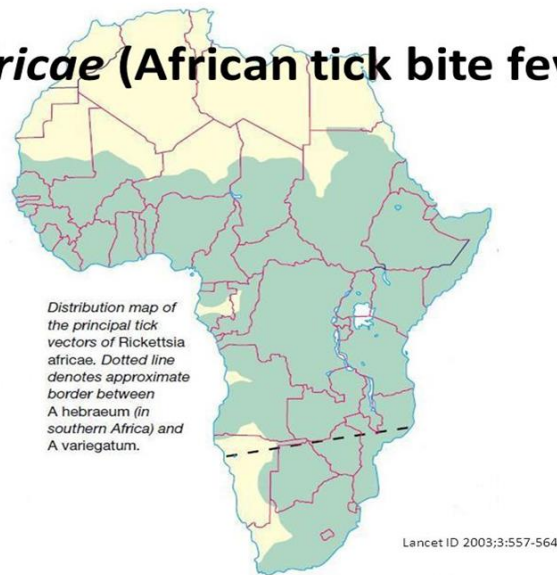 ricae (African tick bite fe
Distribution map of
the principal tick
vectors of Rickettsia
africae. Dotted line
denotes approximate
border between
A hebraeum (in
southern Africa) and
A variegatum.
Lancet ID 2003;3:557-564